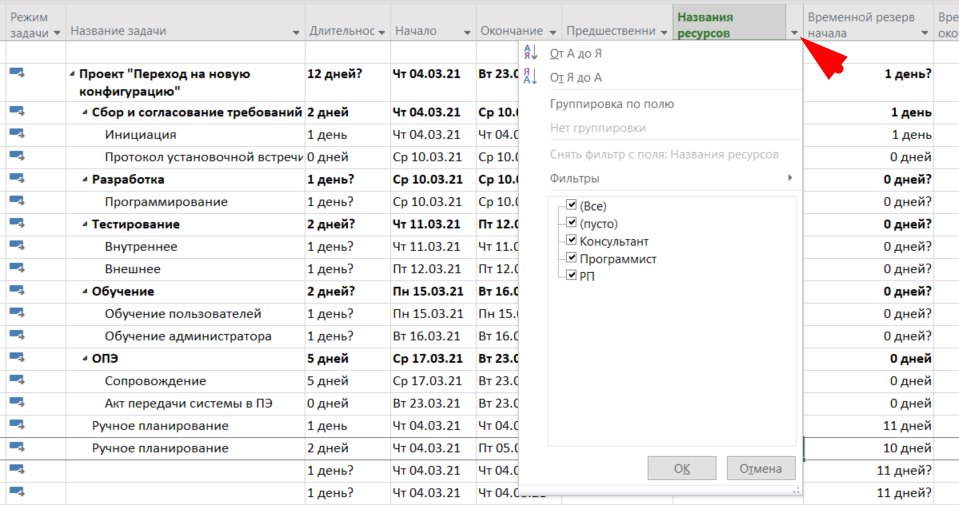 Режим задачи Название задачи Длительнос Начало Окончание Предшественни Названия ресурсов Временной резерв начала Вре око
От А до Я
Проект "Переход на новую конфигурацию" 12 дней? Чт 04.03.21 Вт 23.0 1 день?
От Я до А
Группировка по полю
Сбор и согласование требований 2 дней Чт 04.03.21 Ср 10.0 1 день
Нет группировки
Инициация 1 день Чт 04.03.21 Чт 04.0 1 день
Протокол установочной встречи 0 дней Ср 10.03.21 Ср 10.0 0 дней
Снять фильтр с поля: Названия ресурсов
Разработка 1 день? Ср 10.03.21 Ср 10.0 0 дней?
Фильтры
Программирование 1 день? Ср 10.03.21 Ср 10.0 0 дней?
(Все)
Тестирование 2 дней? Чт 11.03.21 Пт 12.0 0 дней?
(пусто)
Внутреннее 1 день? Чт 11.03.21 Чт 11.0 0 дней?
Консультант
Внешнее 1 день? Пт 12.03.21 Пт 12.0 0 дней?
Программист
РП
Обучение 2 дней? Пн 15.03.21 Вт 16.0 0 дней?
Обучение пользователей 1 день? Пн 15.03.21 Пн 15.0 0 дней?
Обучение администратора 1 день? Вт 16.03.21 Вт 16.0 0 дней?
ОПЭ 5 дней Ср 17.03.21 Вт 23.0 0 дней
Сопровождение 5 дней Ср 17.03.21 Вт 23.0 0 дней
Акт передачи системы в ПЭ 0 дней Вт 23.03.21 Вт 23.0 0 дней
Ручное планирование 1 день Чт 04.03.21 Чт 04.0 11 дней
Ручное планирование 2 дней Чт 04.03.21 Пт 05.0 10 дней
1 день? Чт 04.03.21 Чт 04.0 11 дней?
ОК Отмена
1 день? Чт 04.03.21 Чт 04.03.21 11 дней?